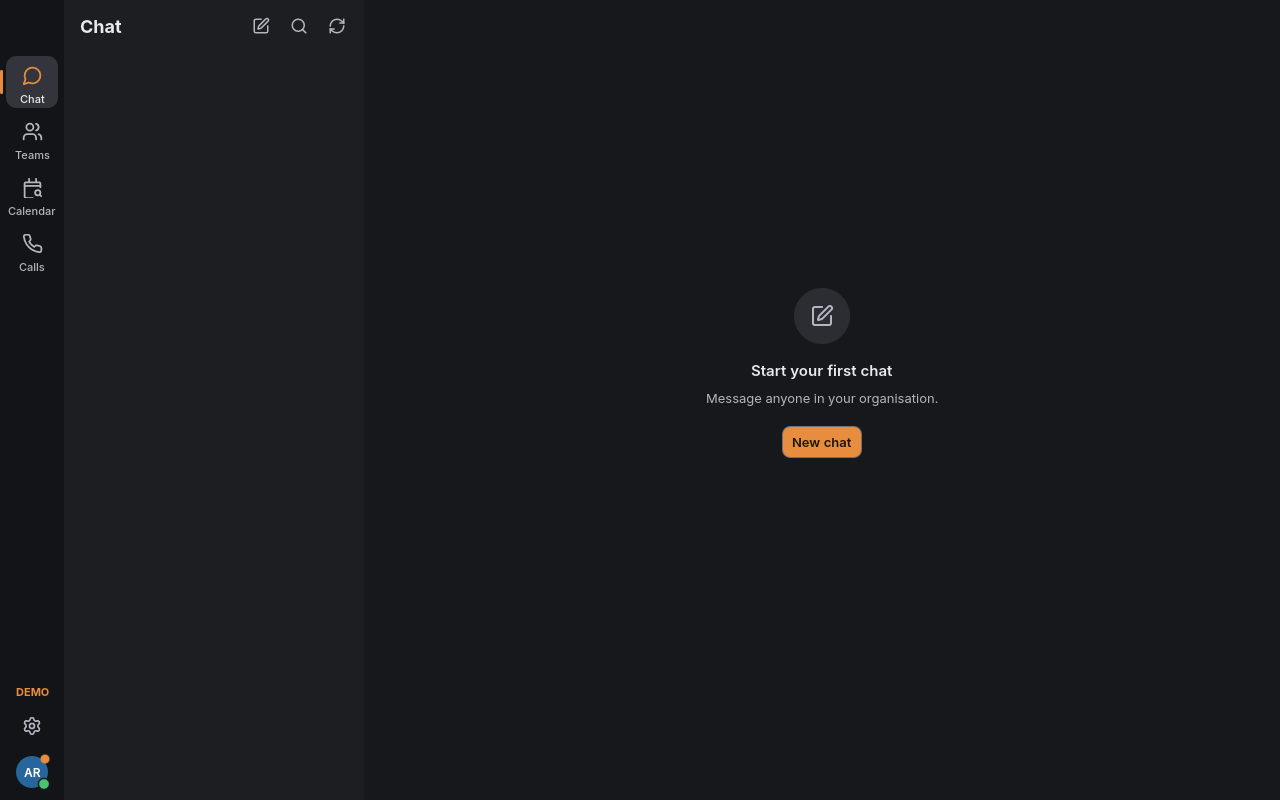 Chat
Chat
Teams
Calendar
Calls
Start your first chat
Message anyone in your organisation.
New chat
DEMO
AR